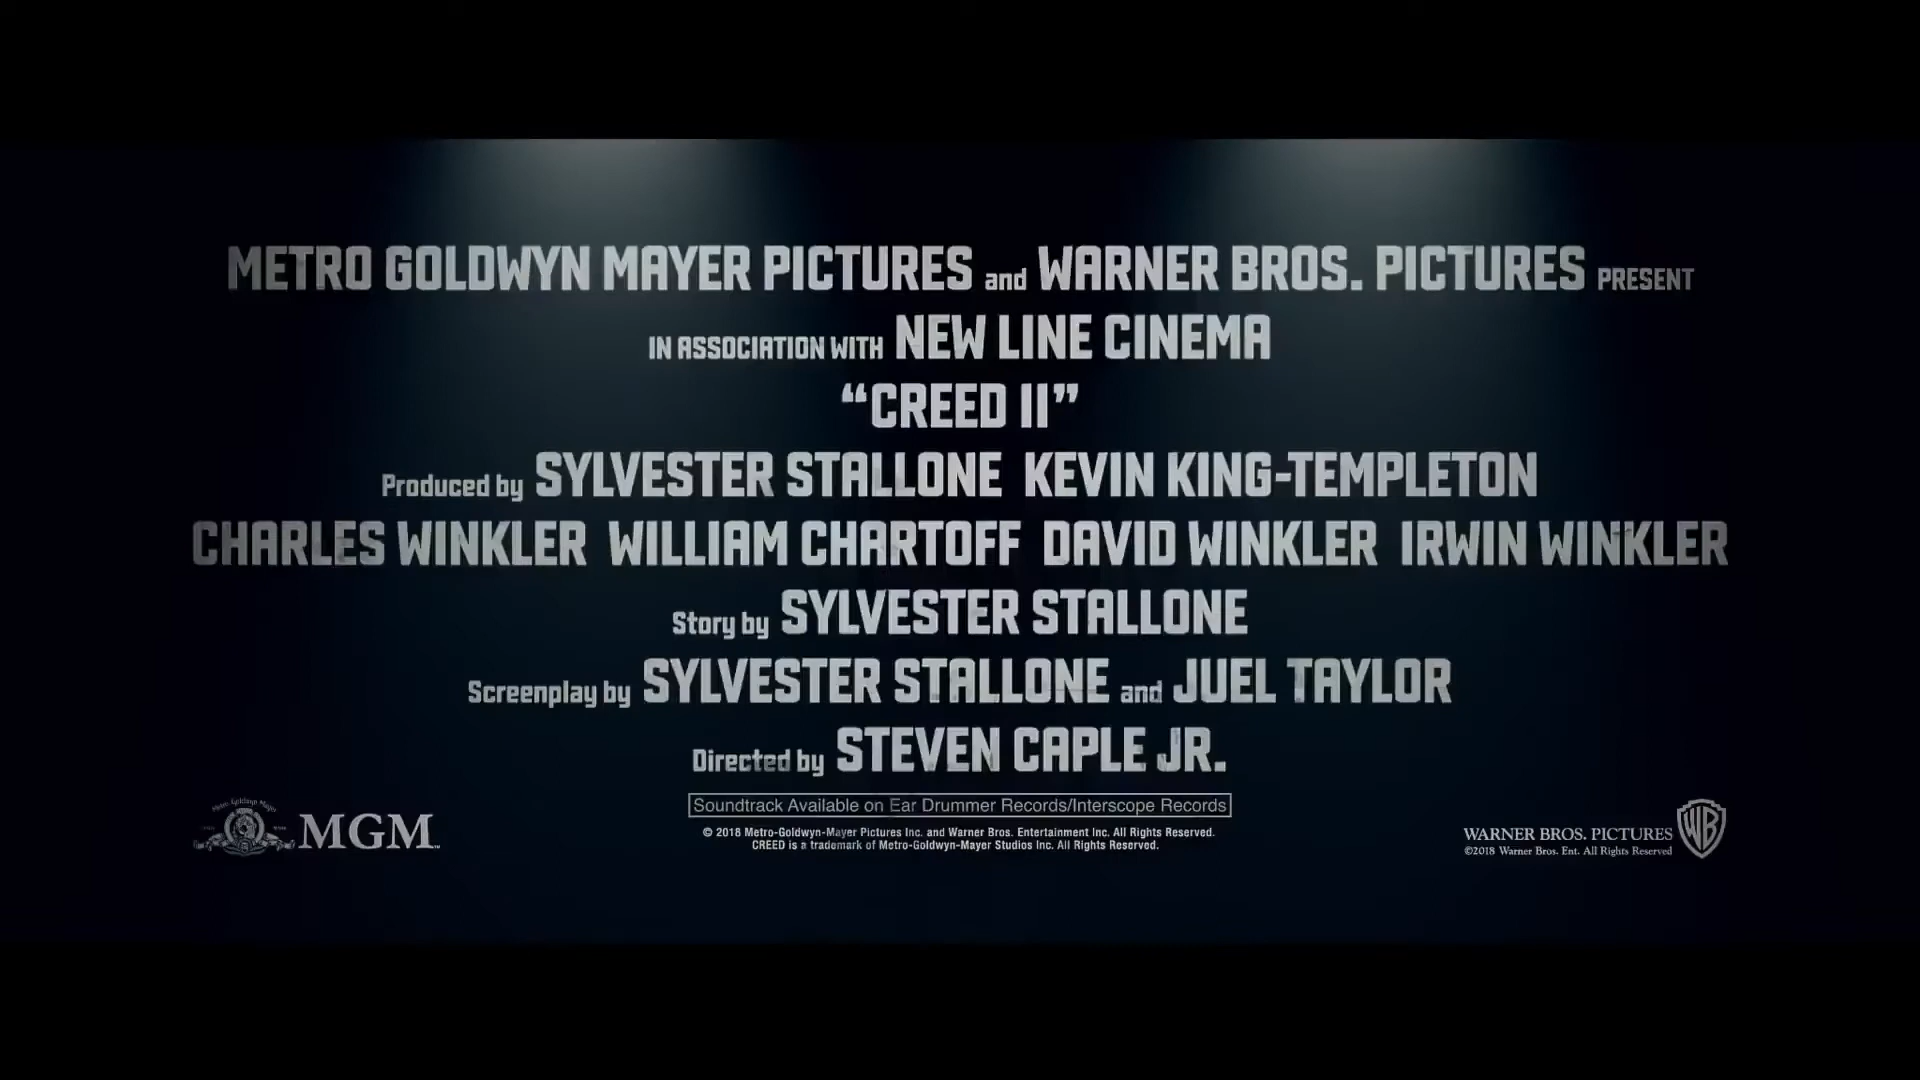 METRO GOLDWYN MAYER PICTURES and WARNER BROS. PICTURES PRESENT
IN ASSOCIATION WITH NEW LINE CINEMA
“CREED II”
Produced by SYLVESTER STALLONE KEVIN KING-TEMPLETON
CHARLES WINKLER WILLIAM CHARTOFF DAVID WINKLER IRWIN WINKLER
Story by SYLVESTER STALLONE
Screenplay by SYLVESTER STALLONE and JUEL TAYLOR
Directed by STEVEN CAPLE JR.
Soundtrack Available on Ear Drummer Records/Interscope Records
© 2018 Metro-Goldwyn-Mayer Pictures Inc. and Warner Bros. Entertainment Inc. All Rights Reserved.
CREED is a trademark of Metro-Goldwyn-Mayer Studios Inc. All Rights Reserved.
Metro Goldwyn Mayer
MGM
WARNER BROS. PICTURES
©2018 Warner Bros. Ent. All Rights Reserved
WB